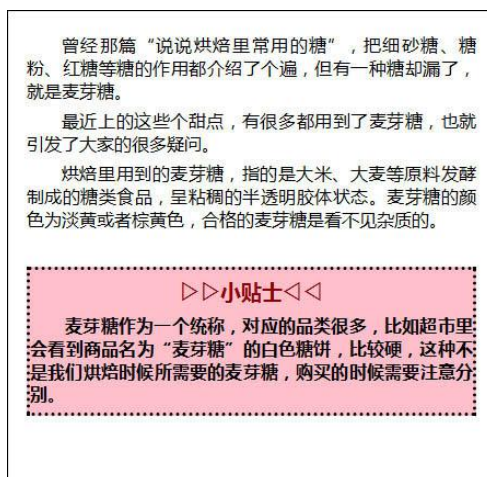 曾经那篇“说说烘焙里常用的糖”，把细砂糖、糖
粉、红糖等糖的作用都介绍了个遍，但有一种糖却漏了，
就是麦芽糖。
最近上的这些个甜点，有很多都用到了麦芽糖，也就
引发了大家的很多疑问。
烘焙里用到的麦芽糖，指的是大米、大麦等原料发酵
制成的糖类食品，呈粘稠的半透明胶体状态。麦芽糖的颜
色为淡黄或者棕黄色，合格的麦芽糖是看不见杂质的。
▷▷小贴士◁◁
麦芽糖作为一个统称，对应的品类很多，比如超市里
会看到商品名为“麦芽糖”的白色糖饼，比较硬，这种不
是我们烘焙时候所需要的麦芽糖，购买的时候需要注意分
别。